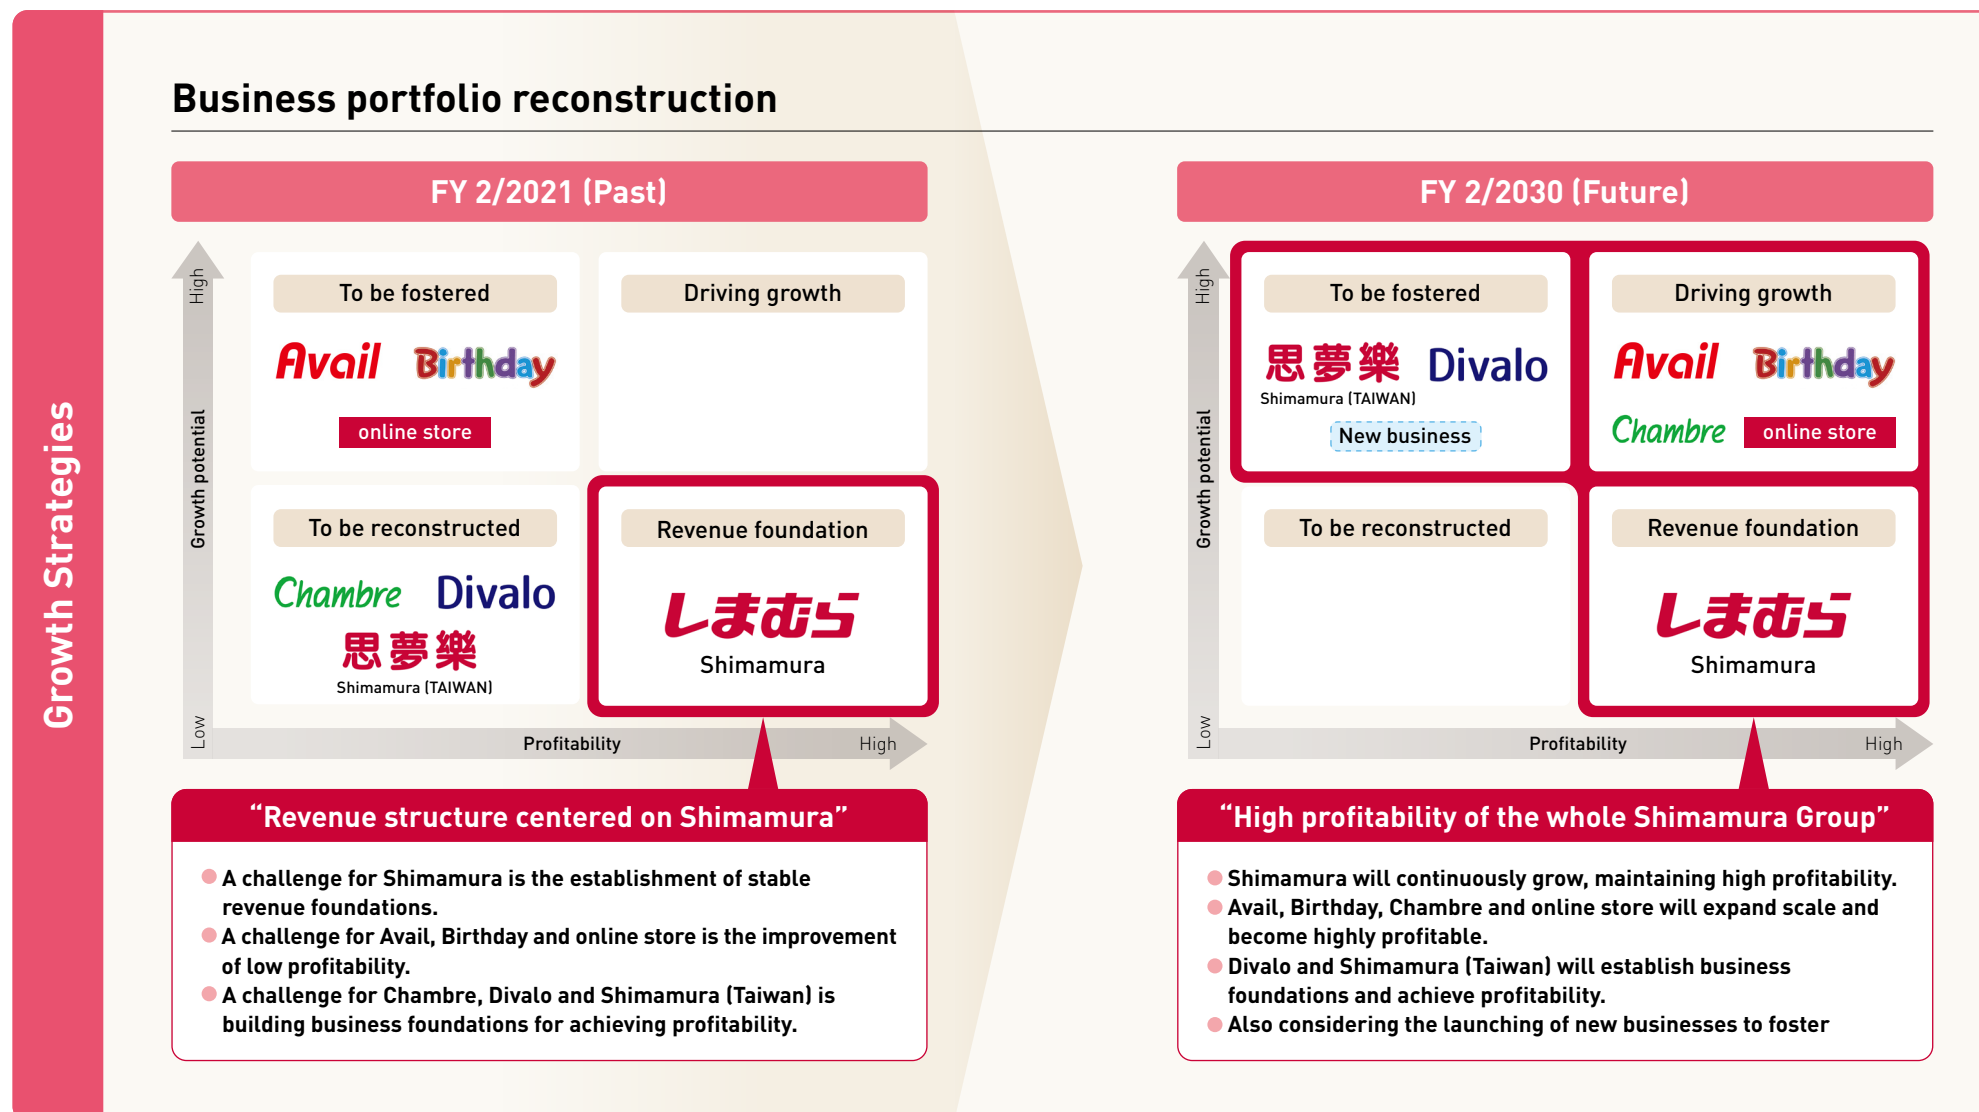 Growth Strategies
Business portfolio reconstruction
FY 2/2021 (Past)
High
Growth potential
Low
To be fostered
Avail Birthday
online store
Driving growth
To be reconstructed
Chambre Divalo
思夢樂
Shimamura (TAIWAN)
Revenue foundation
しまむら
Shimamura
Profitability
High
“Revenue structure centered on Shimamura”
A challenge for Shimamura is the establishment of stable
revenue foundations.
A challenge for Avail, Birthday and online store is the improvement
of low profitability.
A challenge for Chambre, Divalo and Shimamura (Taiwan) is
building business foundations for achieving profitability.
FY 2/2030 (Future)
High
Growth potential
Low
To be fostered
思夢樂 Divalo
Shimamura (TAIWAN)
New business
Driving growth
Avail Birthday
Chambre online store
To be reconstructed
Revenue foundation
しまむら
Shimamura
Profitability
High
“High profitability of the whole Shimamura Group”
Shimamura will continuously grow, maintaining high profitability.
Avail, Birthday, Chambre and online store will expand scale and
become highly profitable.
Divalo and Shimamura (Taiwan) will establish business
foundations and achieve profitability.
Also considering the launching of new businesses to foster